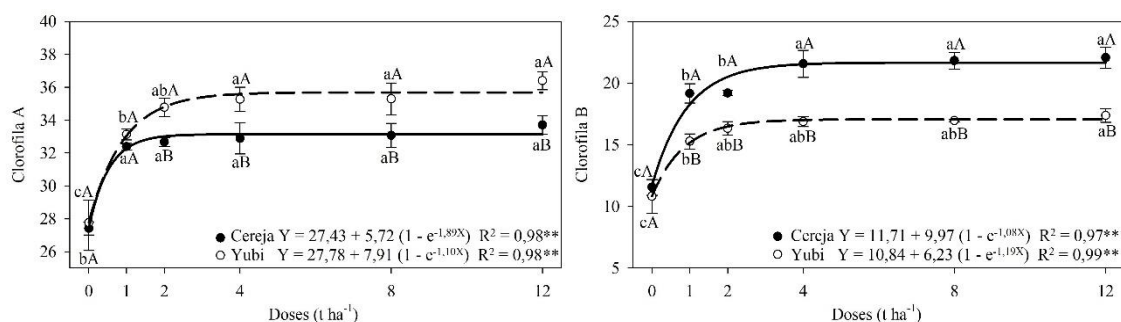 Clorofila A
40
38
36
34
32
30
28
26
cA
bA
bA
aA
abA
aB
aA
aB
aA
aB
aA
aB
Cereja Y = 27,43 + 5,72 (1 - e^-1,89X) R² = 0,98**
Yubi Y = 27,78 + 7,91 (1 - e^-1,10X) R² = 0,98**
0 1 2 4 8 12
Doses (t ha⁻¹)
Clorofila B
25
20
15
10
5
cA
cA
bA
bB
bA
abB
aA
abB
aA
abB
aA
aB
Cereja Y = 11,71 + 9,97 (1 - e^-1,08X) R² = 0,97**
Yubi Y = 10,84 + 6,23 (1 - e^-1,19X) R² = 0,99**
0 1 2 4 8 12
Doses (t ha⁻¹)